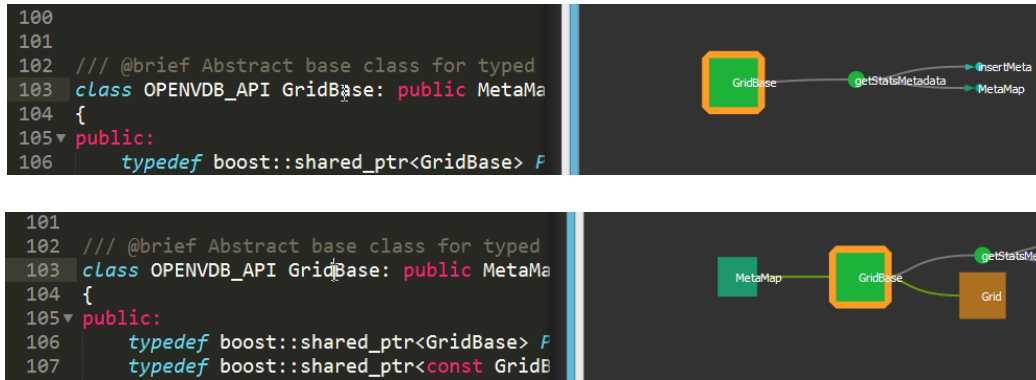 100
101
102 /// @brief Abstract base class for typed
103 class OPENVDB_API GridBase: public MetaMa
104 {
105 public:
106 typedef boost::shared_ptr<GridBase> P
GridBase
getStatsMetadata
insertMeta
MetaMap
101
102 /// @brief Abstract base class for typed
103 class OPENVDB_API GridBase: public MetaMa
104 {
105 public:
106 typedef boost::shared_ptr<GridBase> P
107 typedef boost::shared_ptr<const GridB
MetaMap
GridBase
getStatsMe
Grid